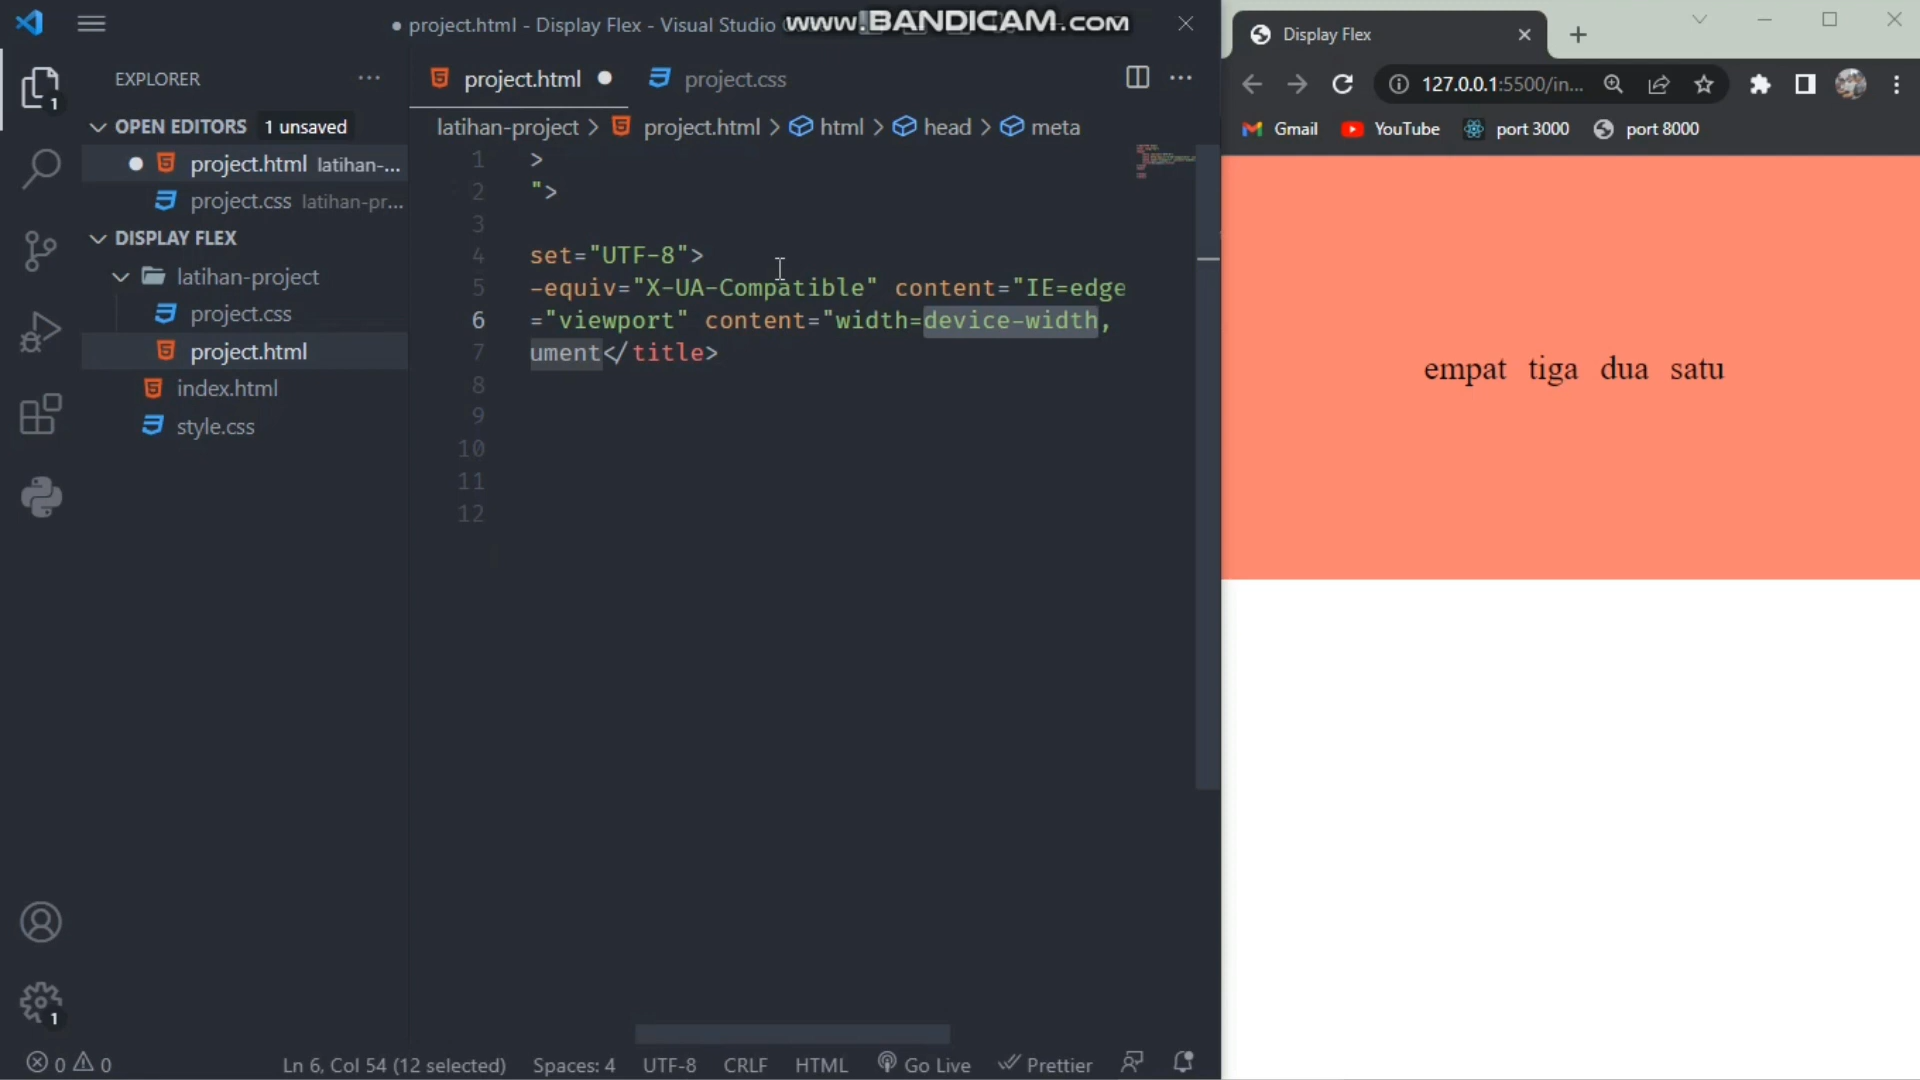 ● project.html - Display Flex - Visual Studio
www.BANDICAM.com
EXPLORER
OPEN EDITORS 1 unsaved
project.html latihan-...
project.css latihan-pr...
DISPLAY FLEX
latihan-project
project.css
project.html
index.html
style.css
1
1
project.html ●
project.css
latihan-project > project.html > html > head > meta
1 >
2 ">
3
4 set="UTF-8">
5 -equiv="X-UA-Compatible" content="IE=edge
6 ="viewport" content="width=device-width,
7 ument</title>
8
9
10
11
12
0 0
Ln 6, Col 54 (12 selected)
Spaces: 4
UTF-8
CRLF
HTML
Go Live
Prettier
Display Flex
127.0.0.1:5500/in...
Gmail
YouTube
port 3000
port 8000
empat tiga dua satu